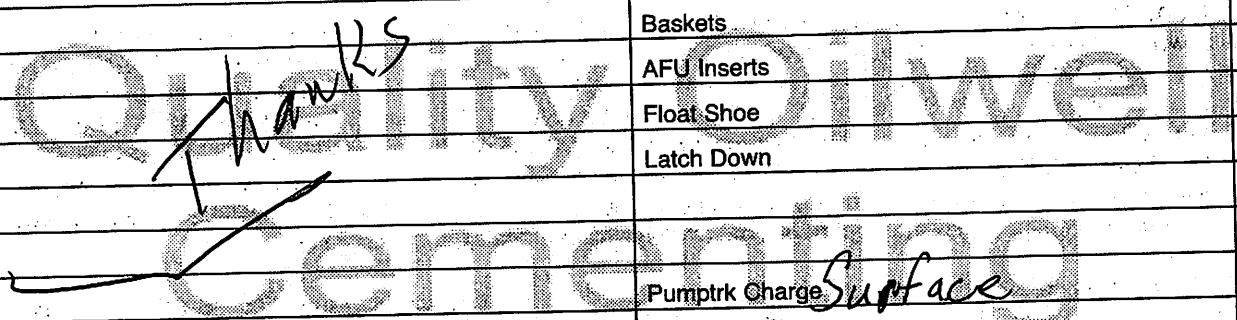 Baskets
Thanks
Quality Oilwell
AFU Inserts
Float Shoe
Latch Down
Cementing
Pumptrk Charge Surface